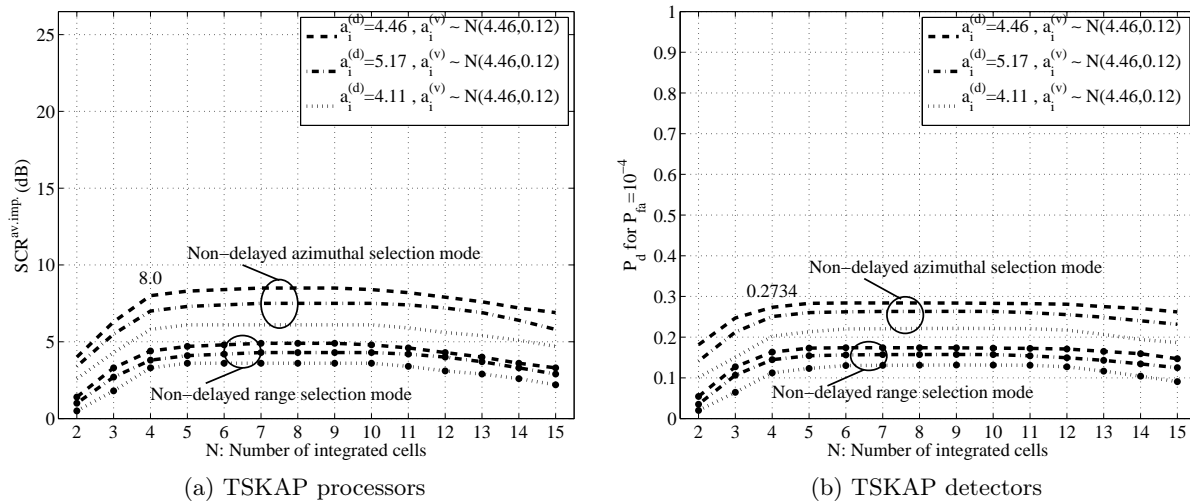 25
20
15
10
5
0
2 3 4 5 6 7 8 9 10 11 12 13 14 15
SCR^av.imp. (dB)
N: Number of integrated cells
a_i^(d)=4.46 , a_i^(v) ~ N(4.46,0.12)
a_i^(d)=5.17 , a_i^(v) ~ N(4.46,0.12)
a_i^(d)=4.11 , a_i^(v) ~ N(4.46,0.12)
Non−delayed azimuthal selection mode
8.0
Non−delayed range selection mode
(a) TSKAP processors
1
0.9
0.8
0.7
0.6
0.5
0.4
0.3
0.2
0.1
0
2 3 4 5 6 7 8 9 10 11 12 13 14 15
P_d for P_fa=10^−4
N: Number of integrated cells
a_i^(d)=4.46 , a_i^(v) ~ N(4.46,0.12)
a_i^(d)=5.17 , a_i^(v) ~ N(4.46,0.12)
a_i^(d)=4.11 , a_i^(v) ~ N(4.46,0.12)
Non−delayed azimuthal selection mode
0.2734
Non−delayed range selection mode
(b) TSKAP detectors